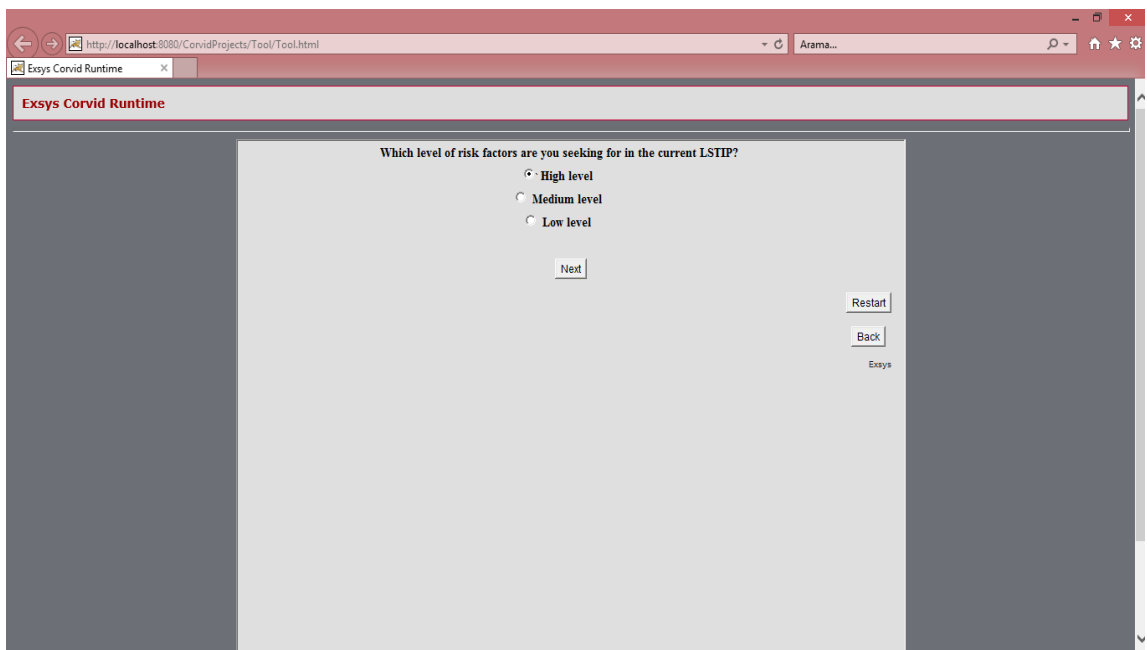 http://localhost:8080/CorvidProjects/Tool/Tool.html
Arama...
Exsys Corvid Runtime
Exsys Corvid Runtime
Which level of risk factors are you seeking for in the current LSTIP?
High level
Medium level
Low level
Next
Restart
Back
Exsys